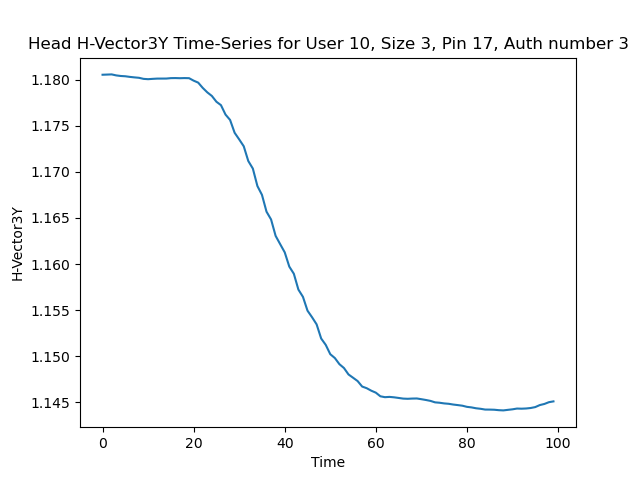 Head H-Vector3Y Time-Series for User 10, Size 3, Pin 17, Auth number 3
1.180
1.175
1.170
1.165
1.160
1.155
1.150
1.145
H-Vector3Y
0 20 40 60 80 100
Time